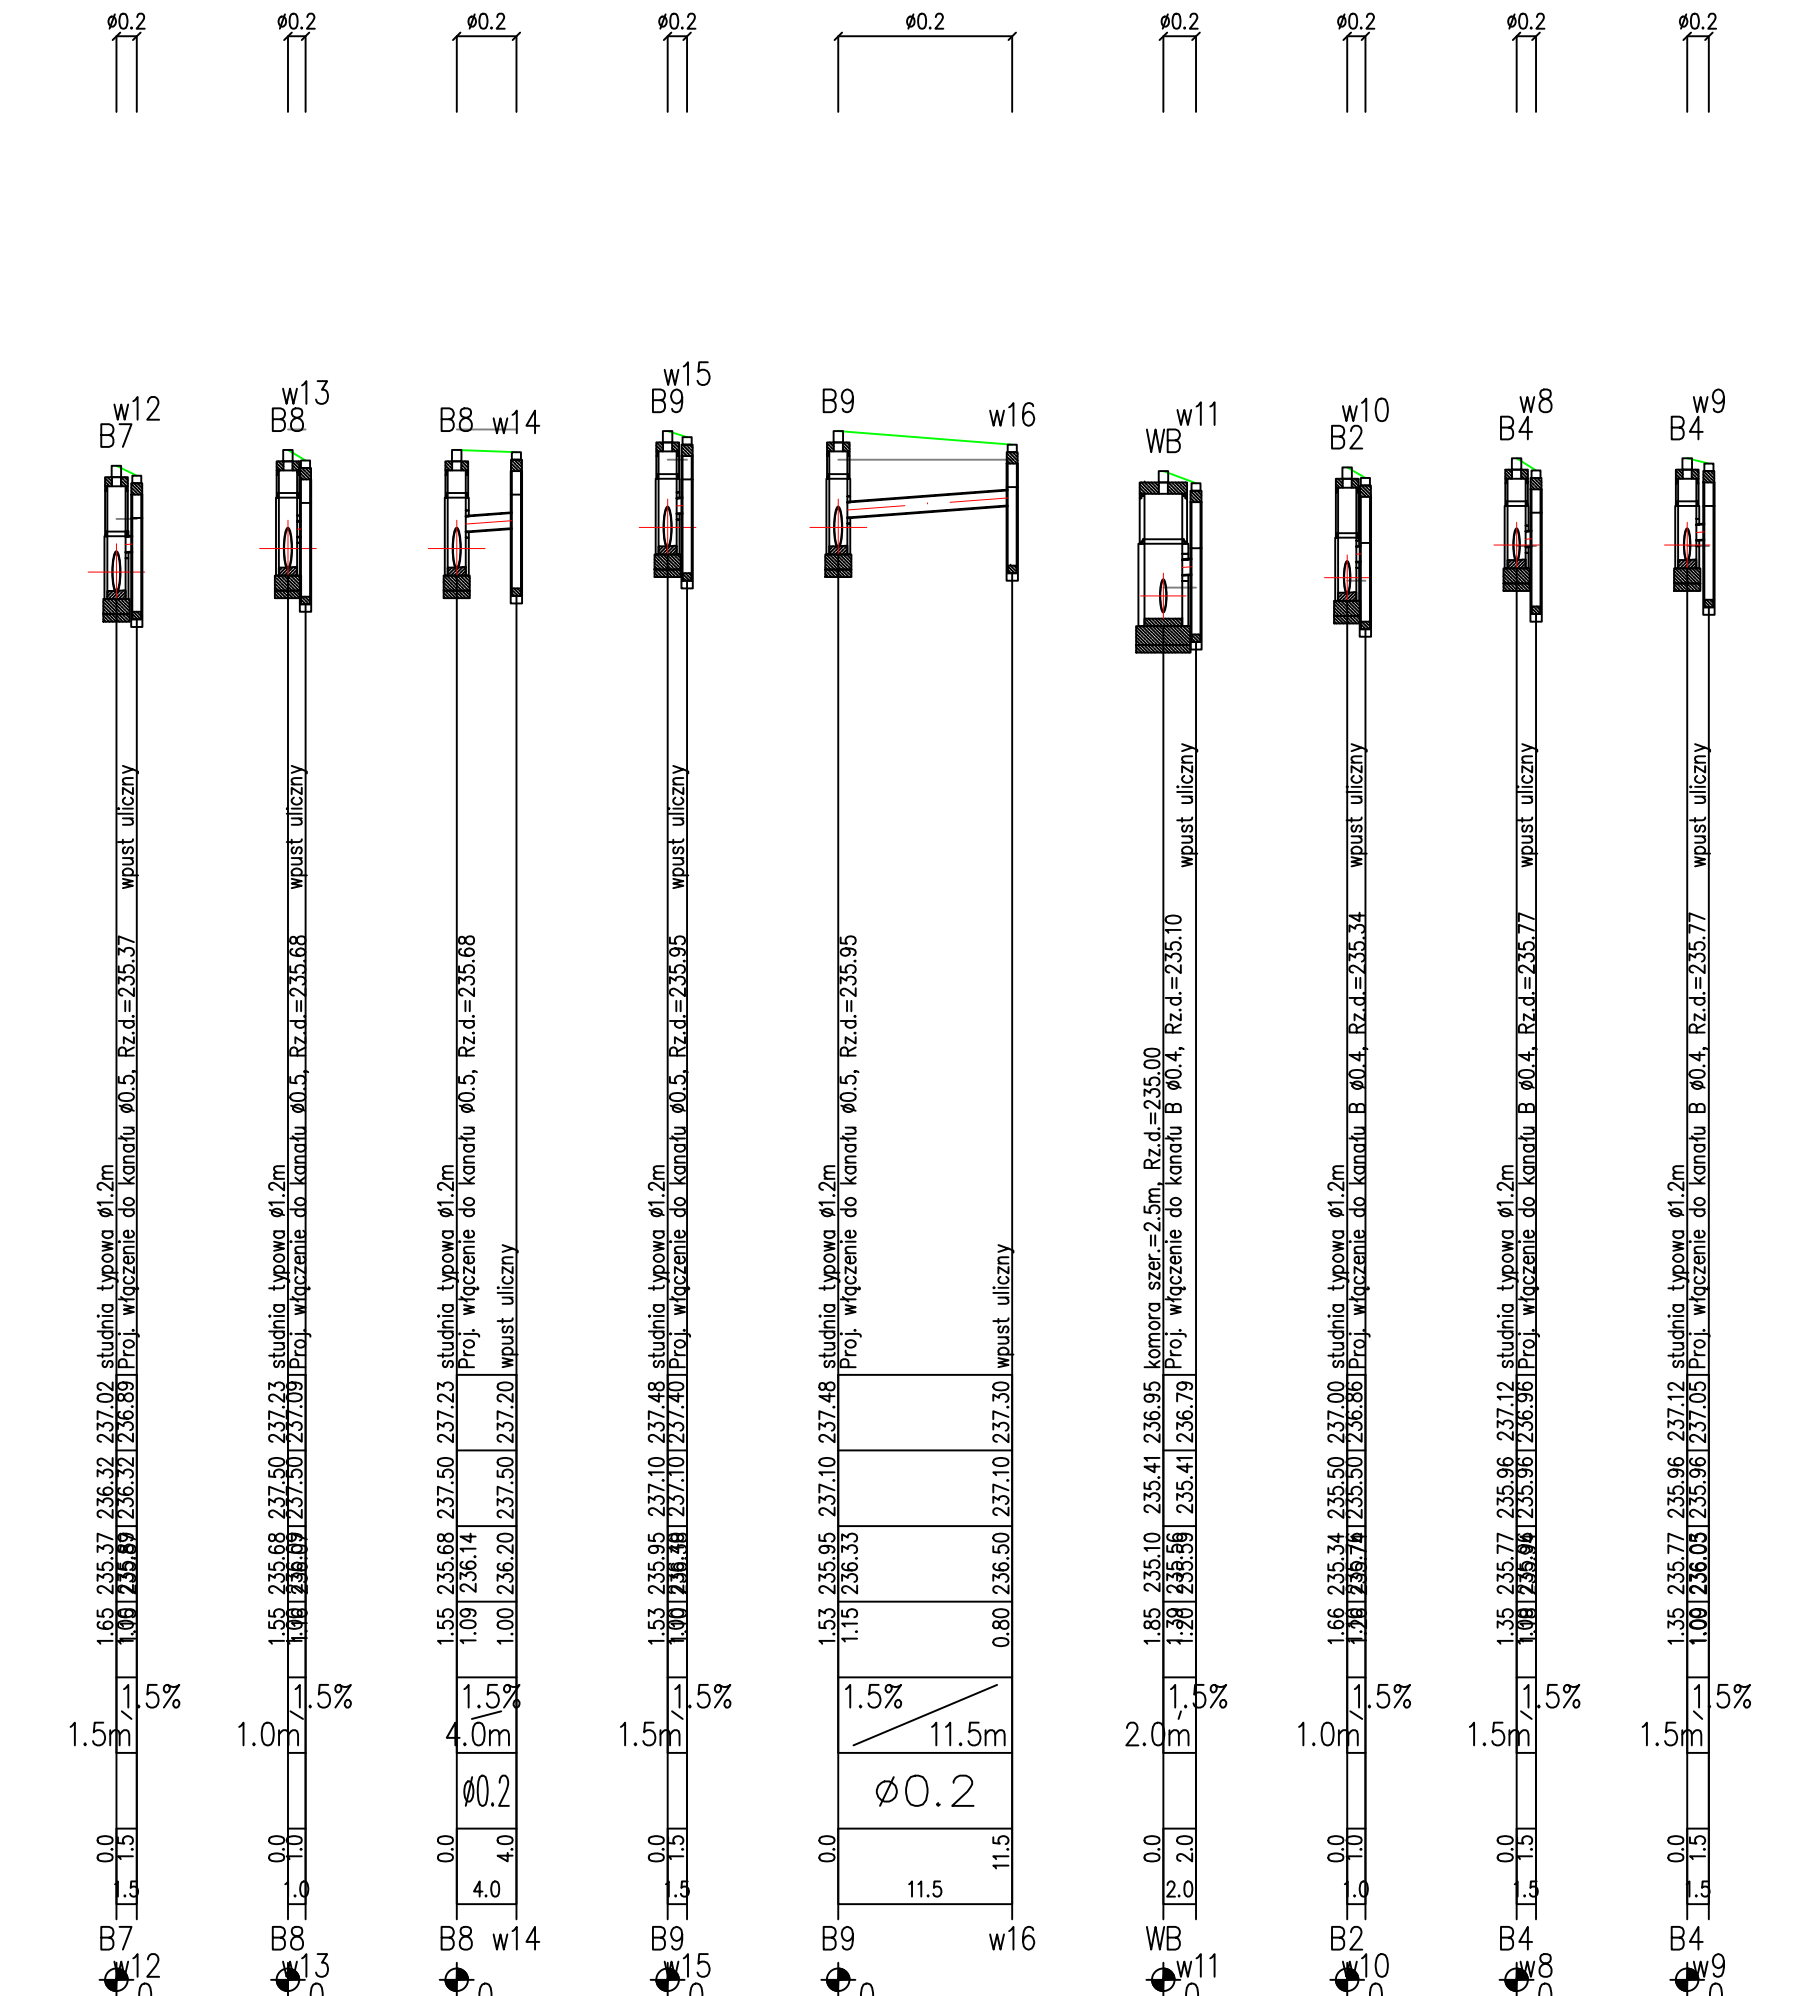 ø0.2 ø0.2 ø0.2 ø0.2 ø0.2 ø0.2 ø0.2 ø0.2 ø0.2
w12
B7
w13
B8
B8 w14
w15
B9
B9 w16
w11
WB
w10
B2
w8
B4
w9
B4
wpust uliczny
studnia typowa ø1.2m
Proj. włączenie do kanału ø0.5, Rz.d.=235.37
237.02 236.89
236.32 236.32
235.37
1.65
1.5%
1.5m
0.0 1.5
1.5
B7
w12
0
wpust uliczny
studnia typowa ø1.2m
Proj. włączenie do kanału ø0.5, Rz.d.=235.68
237.23 237.09
237.50 237.50
235.68
1.55
1.5%
1.0m
0.0 1.0
1.0
B8
w13
0
studnia typowa ø1.2m
Proj. włączenie do kanału ø0.5, Rz.d.=235.68
wpust uliczny
237.23 237.20
237.50 237.50
235.68 236.14 236.20
1.55 1.09 1.00
1.5%
4.0m
ø0.2
0.0 4.0
4.0
B8 w14
0
wpust uliczny
studnia typowa ø1.2m
Proj. włączenie do kanału ø0.5, Rz.d.=235.95
237.48 237.40
237.10 237.10
235.95
1.53
1.5%
1.5m
0.0 1.5
1.5
B9
w15
0
studnia typowa ø1.2m
Proj. włączenie do kanału ø0.5, Rz.d.=235.95
wpust uliczny
237.48 237.30
237.10 237.10
235.95 236.33 236.50
1.53 1.15 0.80
1.5%
11.5m
ø0.2
0.0 11.5
11.5
B9 w16
0
wpust uliczny
komora szer.=2.5m, Rz.d.=235.00
Proj. włączenie do kanału B ø0.4, Rz.d.=235.10
236.95 236.79
235.41 235.41
235.10 235.56 235.59
1.85 1.39 1.20
1.5%
2.0m
0.0 2.0
2.0
WB
w11
0
wpust uliczny
studnia typowa ø1.2m
Proj. włączenie do kanału B ø0.4, Rz.d.=235.34
237.00 236.86
235.50 235.50
235.34
1.66
1.5%
1.0m
0.0 1.0
1.0
B2
w10
0
wpust uliczny
studnia typowa ø1.2m
Proj. włączenie do kanału B ø0.4, Rz.d.=235.77
237.12 236.96
235.96 235.96
235.77
1.35
1.5%
1.5m
0.0 1.5
1.5
B4
w8
0
wpust uliczny
studnia typowa ø1.2m
Proj. włączenie do kanału B ø0.4, Rz.d.=235.77
237.12 237.05
235.96 235.96
235.77
1.35
1.5%
1.5m
0.0 1.5
1.5
B4
w9
0